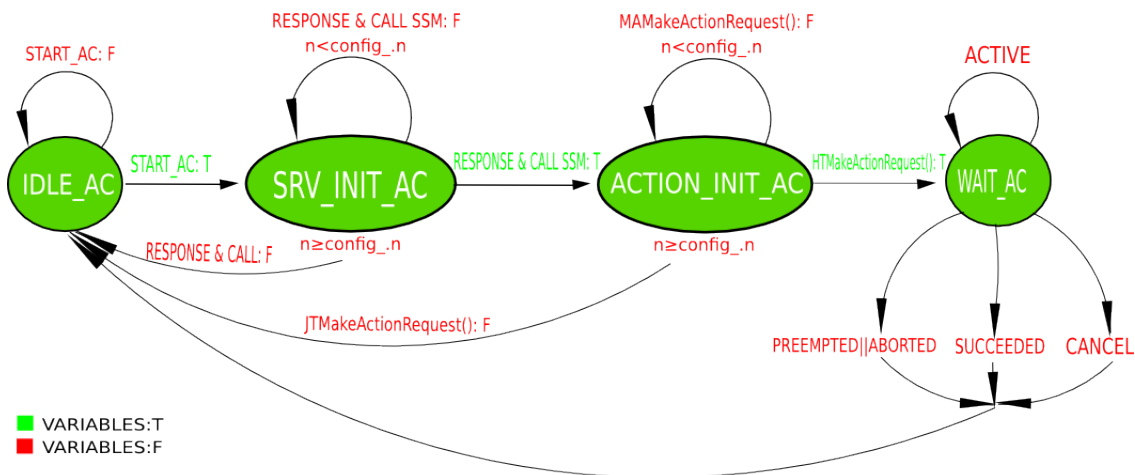 RESPONSE & CALL SSM: F
n<config_.n
MAMakeActionRequest(): F
n<config_.n
START_AC: F
ACTIVE
START_AC: T
RESPONSE & CALL SSM: T
HTMakeActionRequest(): T
IDLE_AC
SRV_INIT_AC
ACTION_INIT_AC
WAIT_AC
n≥config_.n
n≥config_.n
RESPONSE & CALL: F
JTMakeActionRequest(): F
PREEMPTED||ABORTED
SUCCEEDED
CANCEL
VARIABLES:T
VARIABLES:F